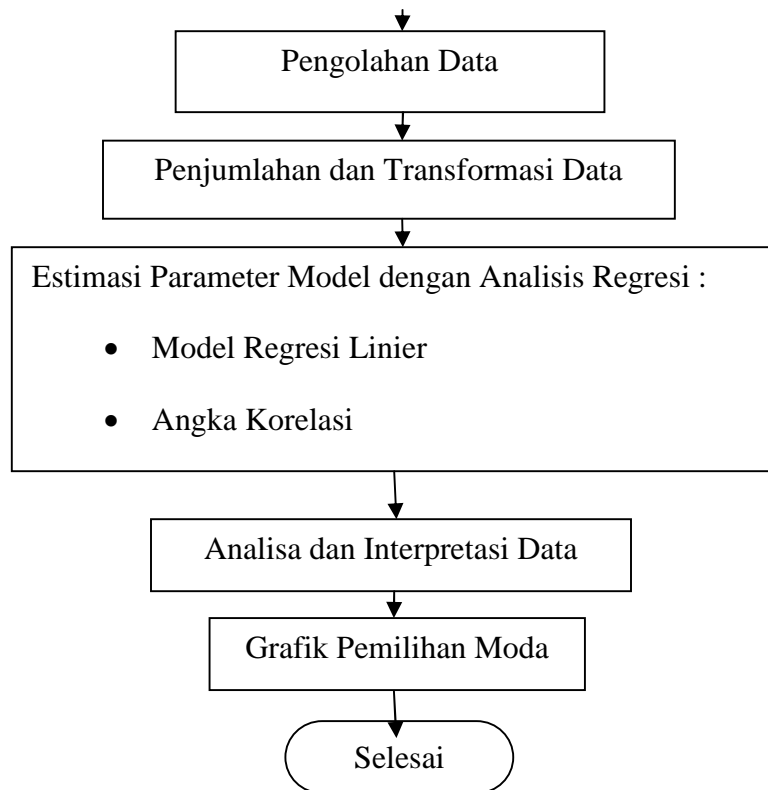 Pengolahan Data
Penjumlahan dan Transformasi Data
Estimasi Parameter Model dengan Analisis Regresi :
• Model Regresi Linier
• Angka Korelasi
Analisa dan Interpretasi Data
Grafik Pemilihan Moda
Selesai